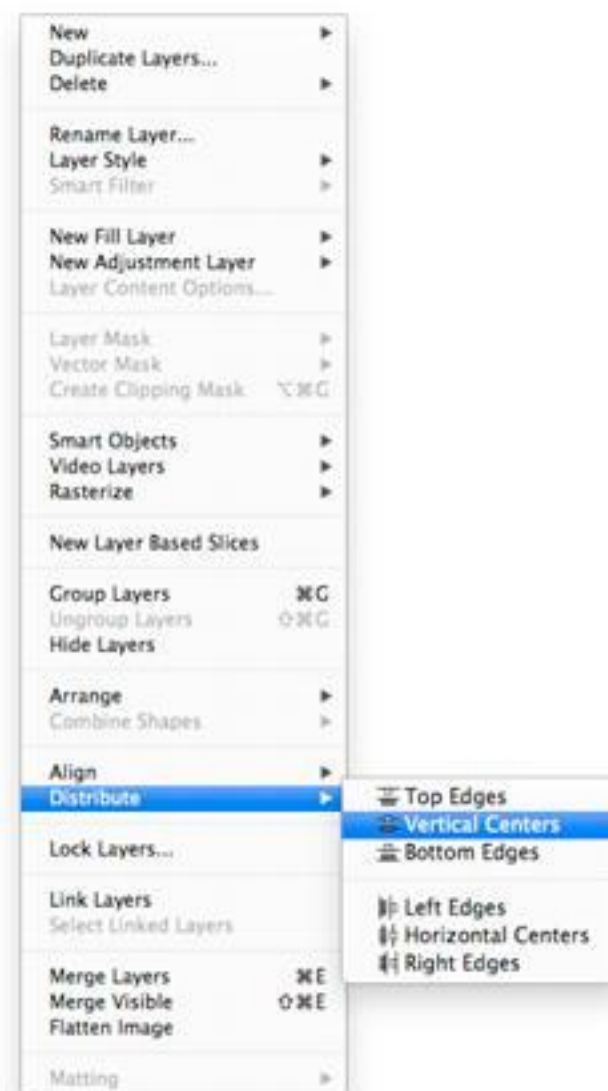 New
Duplicate Layers...
Delete
Rename Layer...
Layer Style
Smart Filter
New Fill Layer
New Adjustment Layer
Layer Content Options...
Layer Mask
Vector Mask
Create Clipping Mask ⌥⌘G
Smart Objects
Video Layers
Rasterize
New Layer Based Slices
Group Layers ⌘G
Ungroup Layers ⇧⌘G
Hide Layers
Arrange
Combine Shapes
Align
Distribute
Top Edges
Vertical Centers
Bottom Edges
Left Edges
Horizontal Centers
Right Edges
Lock Layers...
Link Layers
Select Linked Layers
Merge Layers ⌘E
Merge Visible ⇧⌘E
Flatten Image
Matting